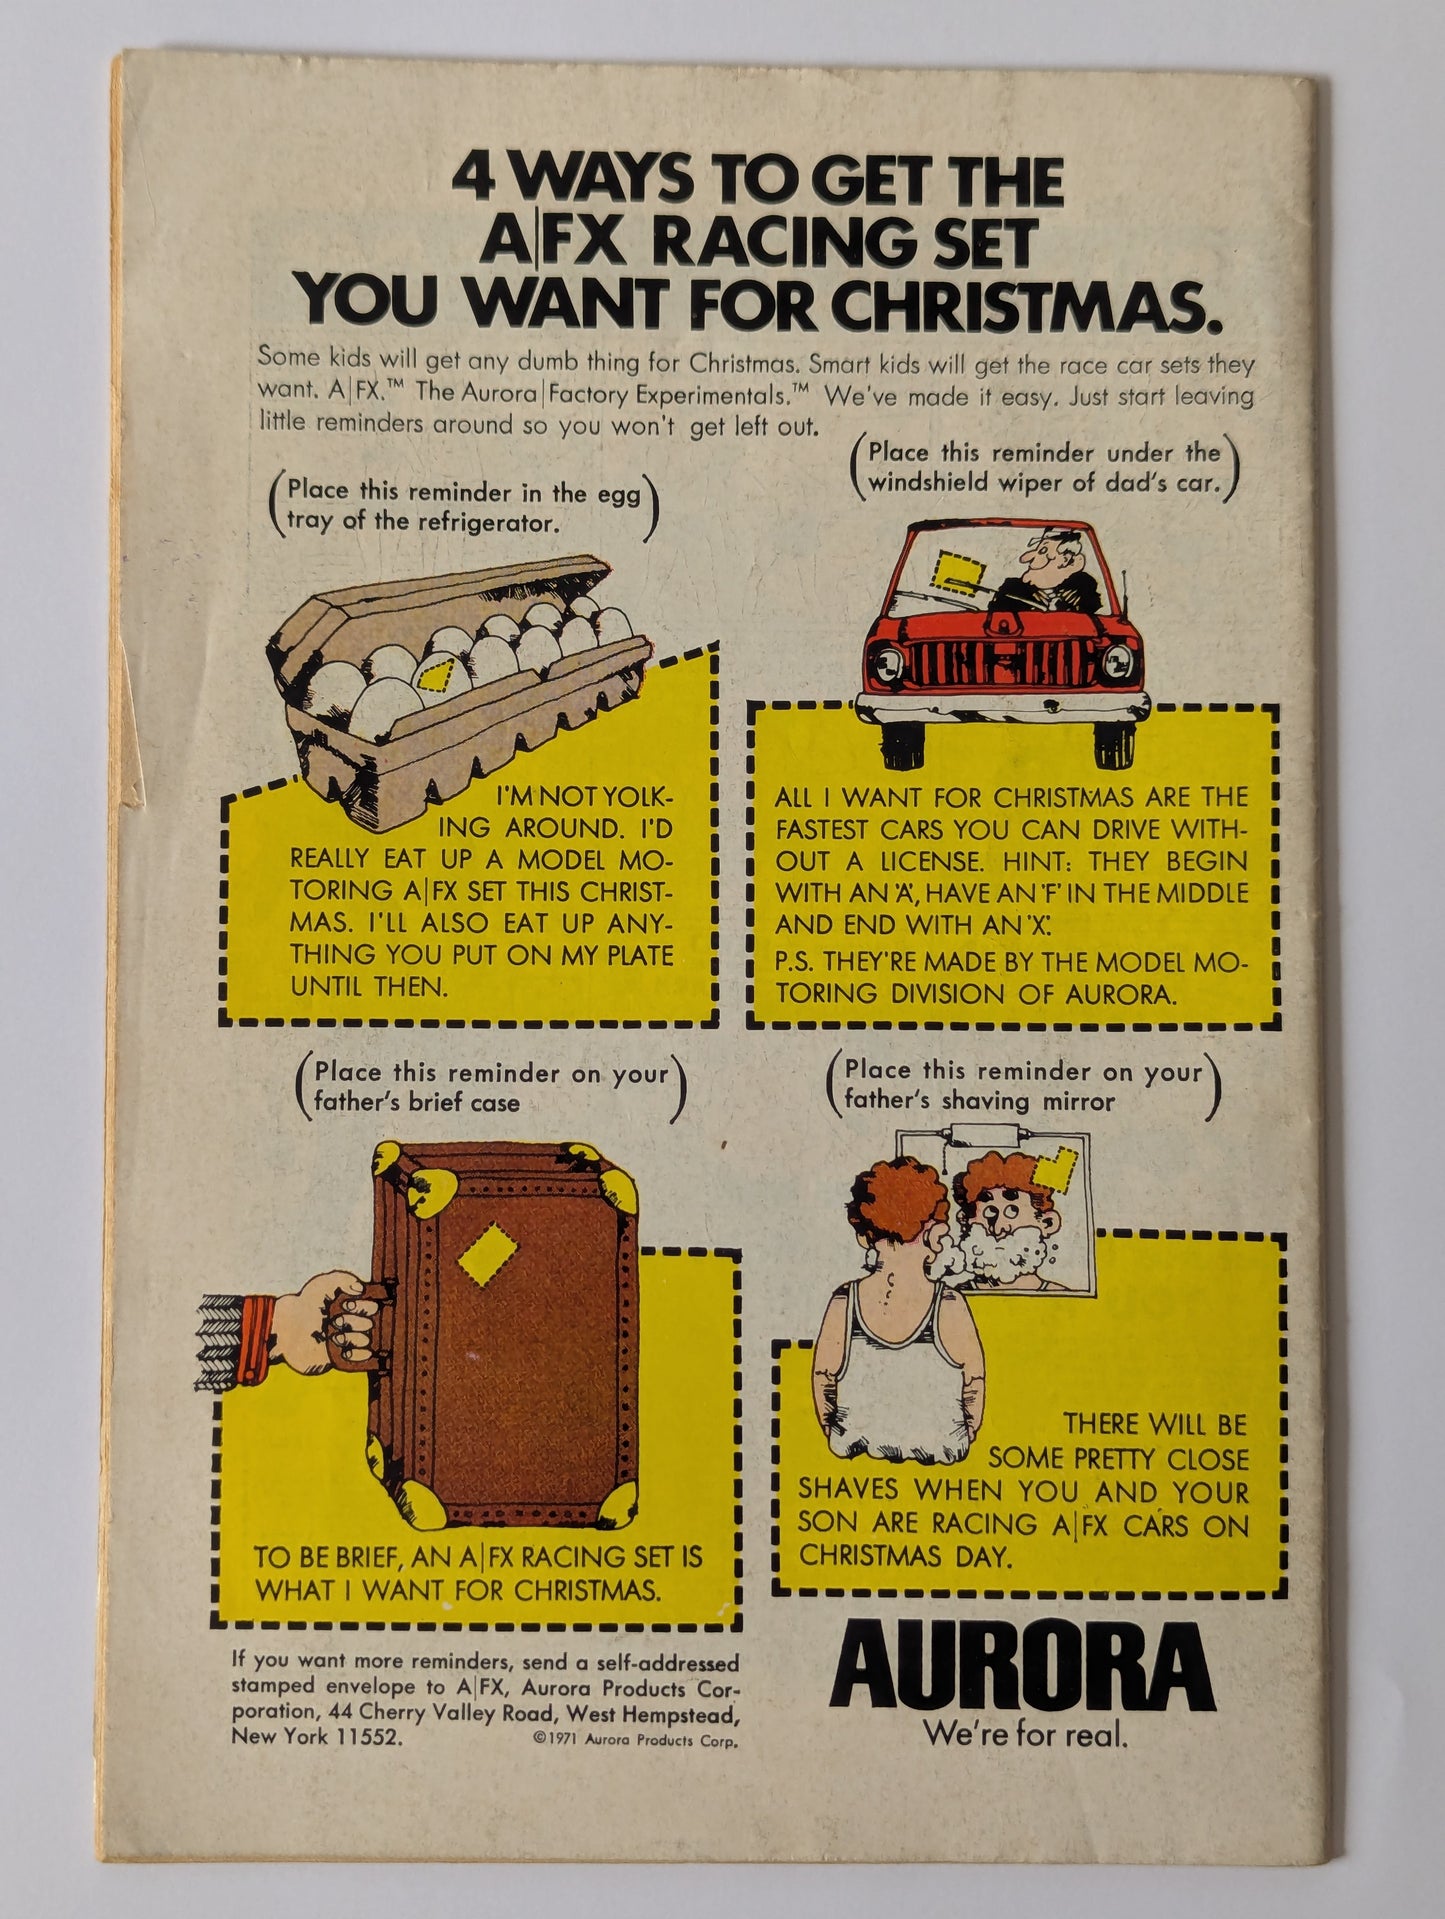 4 WAYS TO GET THE
A|FX RACING SET
YOU WANT FOR CHRISTMAS.
Some kids will get any dumb thing for Christmas. Smart kids will get the race car sets they
want. A|FX.™ The Aurora|Factory Experimentals.™ We've made it easy. Just start leaving
little reminders around so you won't get left out.
(Place this reminder in the egg
tray of the refrigerator.)
(Place this reminder under the
windshield wiper of dad's car.)
I'M NOT YOLK-
ING AROUND. I'D
REALLY EAT UP A MODEL MO-
TORING A|FX SET THIS CHRIST-
MAS. I'LL ALSO EAT UP ANY-
THING YOU PUT ON MY PLATE
UNTIL THEN.
ALL I WANT FOR CHRISTMAS ARE THE
FASTEST CARS YOU CAN DRIVE WITH-
OUT A LICENSE. HINT: THEY BEGIN
WITH AN 'A', HAVE AN 'F' IN THE MIDDLE
AND END WITH AN 'X'.
P.S. THEY'RE MADE BY THE MODEL MO-
TORING DIVISION OF AURORA.
(Place this reminder on your
father's brief case)
(Place this reminder on your
father's shaving mirror)
TO BE BRIEF, AN A|FX RACING SET IS
WHAT I WANT FOR CHRISTMAS.
THERE WILL BE
SOME PRETTY CLOSE
SHAVES WHEN YOU AND YOUR
SON ARE RACING A|FX CARS ON
CHRISTMAS DAY.
If you want more reminders, send a self-addressed
stamped envelope to A|FX, Aurora Products Cor-
poration, 44 Cherry Valley Road, West Hempstead,
New York 11552. ©1971 Aurora Products Corp.
AURORA
We're for real.